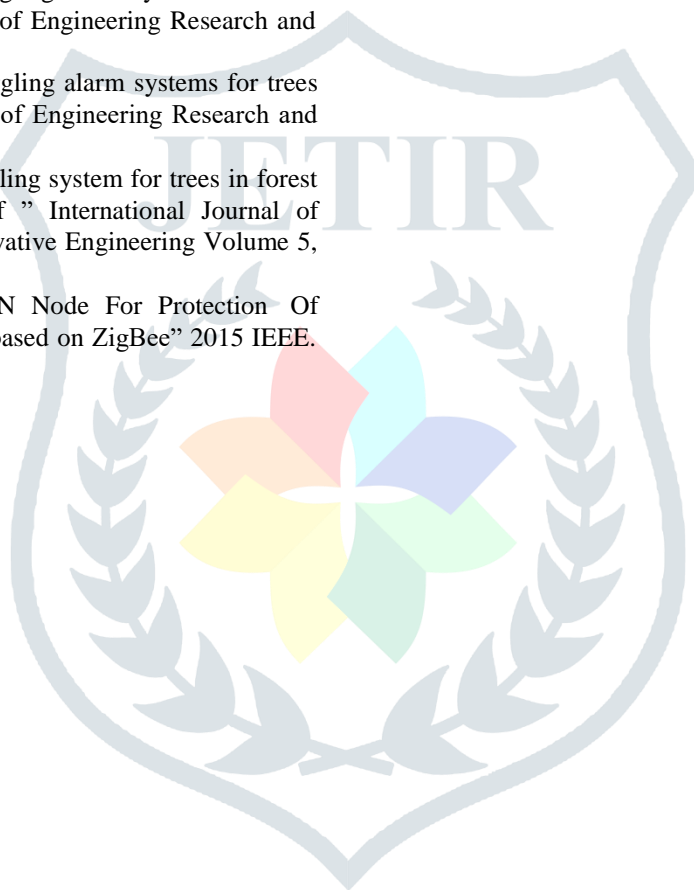 of Engineering Research and
gling alarm systems for trees
of Engineering Research and
JETIR
ling system for trees in forest
f ” International Journal of
vative Engineering Volume 5,
N Node For Protection Of
based on ZigBee” 2015 IEEE.